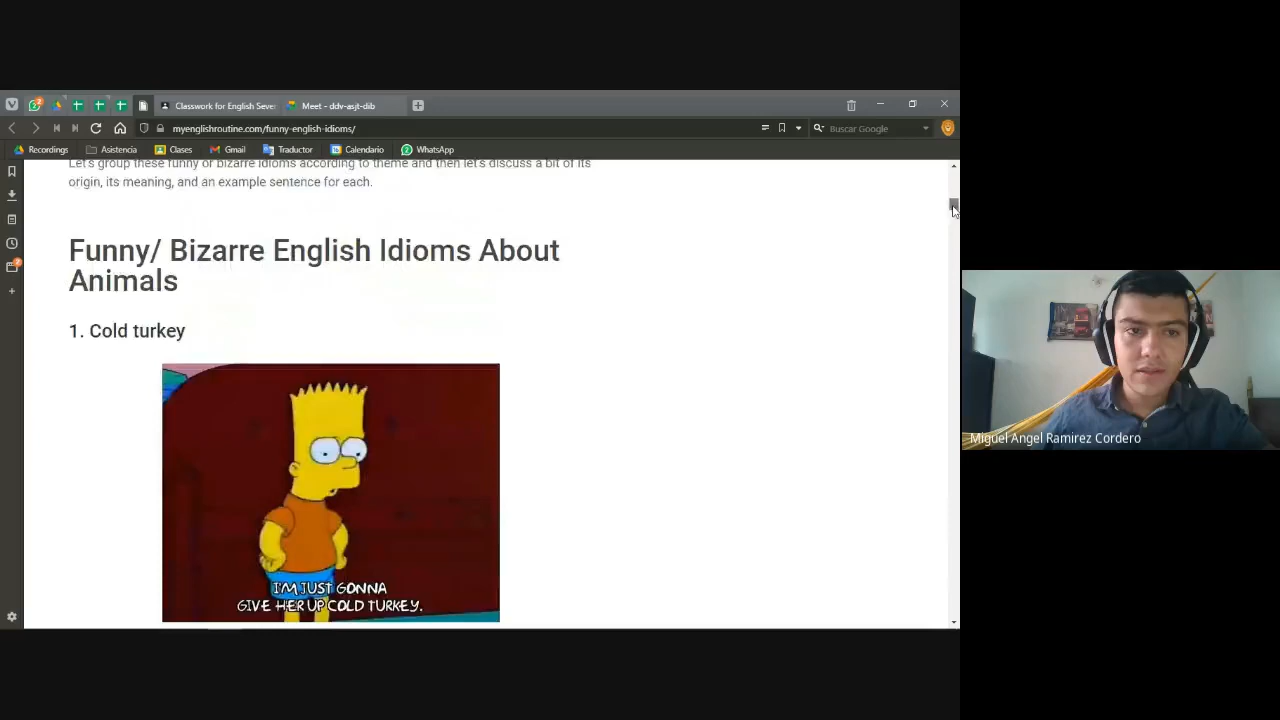 Classwork for English Seve
Meet - ddv-asjt-dib
myenglishroutine.com/funny-english-idioms/
Buscar Google
Recordings
Asistencia
Clases
Gmail
Traductor
Calendario
WhatsApp
Let's group these funny or bizarre idioms according to theme and then let's discuss a bit of its
origin, its meaning, and an example sentence for each.
Funny/ Bizarre English Idioms About
Animals
1. Cold turkey
I'M JUST GONNA
GIVE HER UP COLD TURKEY.
Miguel Angel Ramirez Cordero